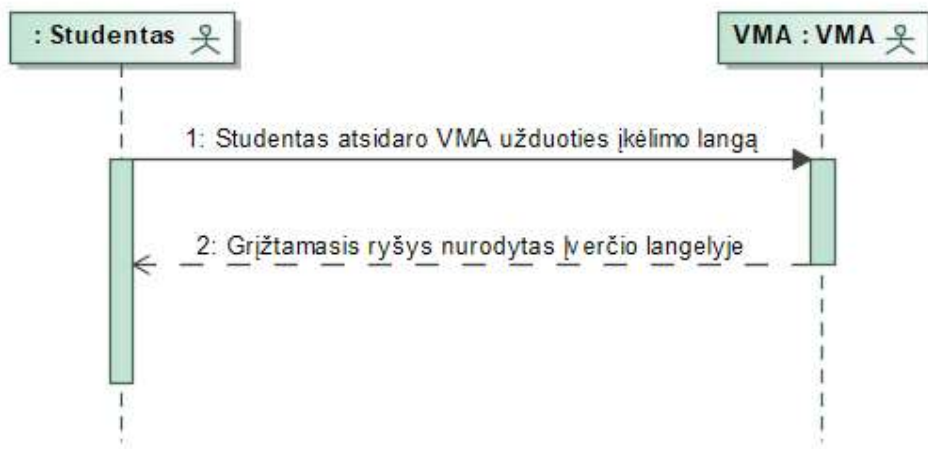 : Studentas
VMA : VMA
1: Studentas atsidaro VMA užduoties įkėlimo langą
2: Grįžtamasis ryšys nurodytas Įverčio langelyje